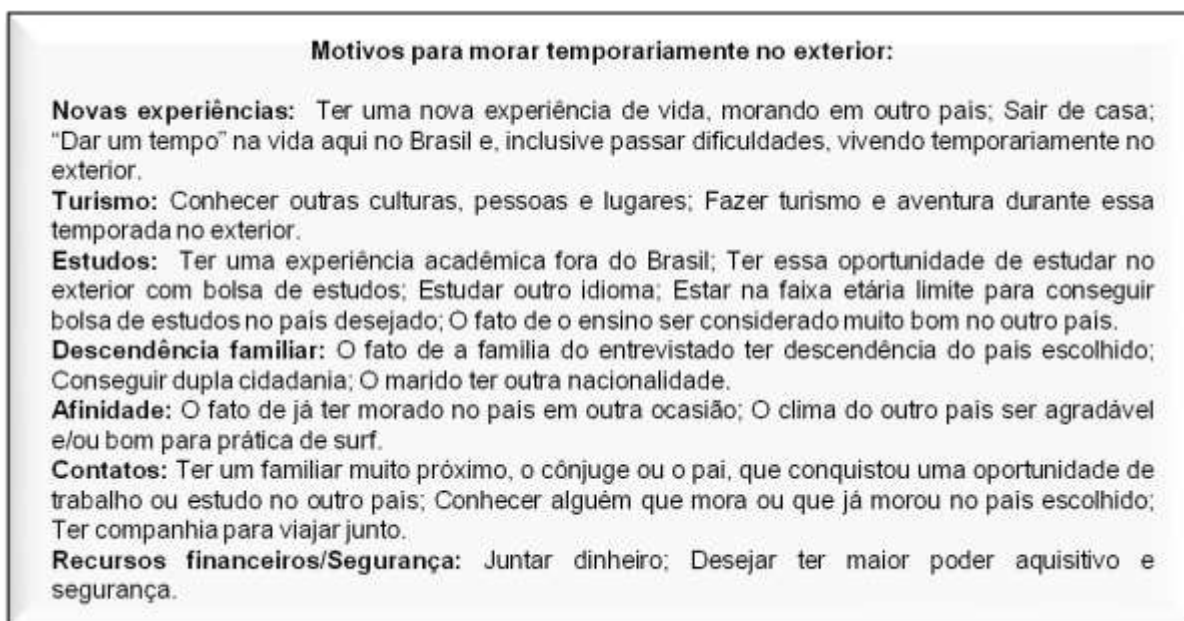 Motivos para morar temporariamente no exterior:
Novas experiências: Ter uma nova experiência de vida, morando em outro país; Sair de casa;
“Dar um tempo” na vida aqui no Brasil e, inclusive passar dificuldades, vivendo temporariamente no
exterior.
Turismo: Conhecer outras culturas, pessoas e lugares; Fazer turismo e aventura durante essa
temporada no exterior.
Estudos: Ter uma experiência acadêmica fora do Brasil; Ter essa oportunidade de estudar no
exterior com bolsa de estudos; Estudar outro idioma; Estar na faixa etária limite para conseguir
bolsa de estudos no país desejado; O fato de o ensino ser considerado muito bom no outro país.
Descendência familiar: O fato de a família do entrevistado ter descendência do país escolhido;
Conseguir dupla cidadania; O marido ter outra nacionalidade.
Afinidade: O fato de já ter morado no país em outra ocasião; O clima do outro país ser agradável
e/ou bom para prática de surf.
Contatos: Ter um familiar muito próximo, o cônjuge ou o pai, que conquistou uma oportunidade de
trabalho ou estudo no outro país; Conhecer alguém que mora ou que já morou no país escolhido;
Ter companhia para viajar junto.
Recursos financeiros/Segurança: Juntar dinheiro; Desejar ter maior poder aquisitivo e
segurança.